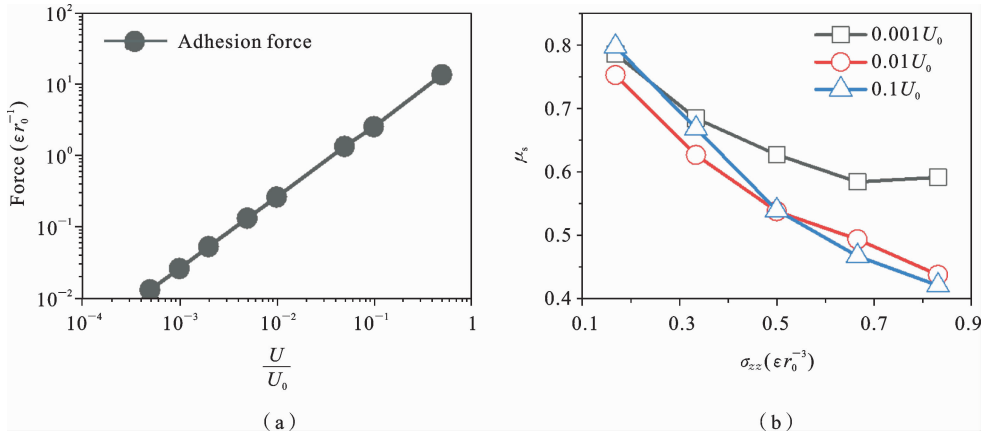 10²
10¹
10⁰
10⁻¹
10⁻²
Force (εr₀⁻¹)
Adhesion force
10⁻⁴
10⁻³
10⁻²
10⁻¹
1
U
U₀
(a)
0.8
0.7
0.6
0.5
0.4
μₛ
0.001U₀
0.01U₀
0.1U₀
0.1
0.3
0.5
0.7
0.9
σzz (εr₀⁻³)
(b)